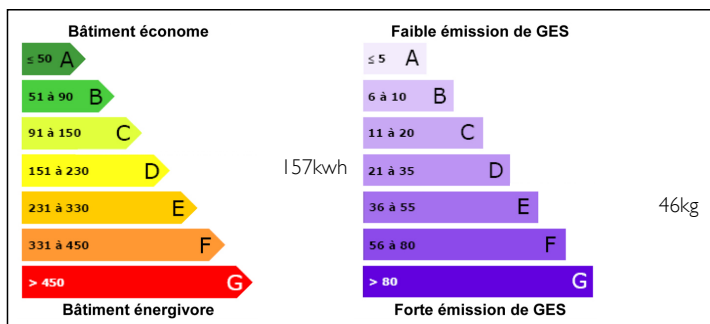 Bâtiment économe
≤ 50 A
51 à 90 B
91 à 150 C
151 à 230 D
231 à 330 E
331 à 450 F
> 450 G
Bâtiment énergivore
157kwh
Faible émission de GES
≤ 5 A
6 à 10 B
11 à 20 C
21 à 35 D
36 à 55 E
56 à 80 F
> 80 G
Forte émission de GES
46kg